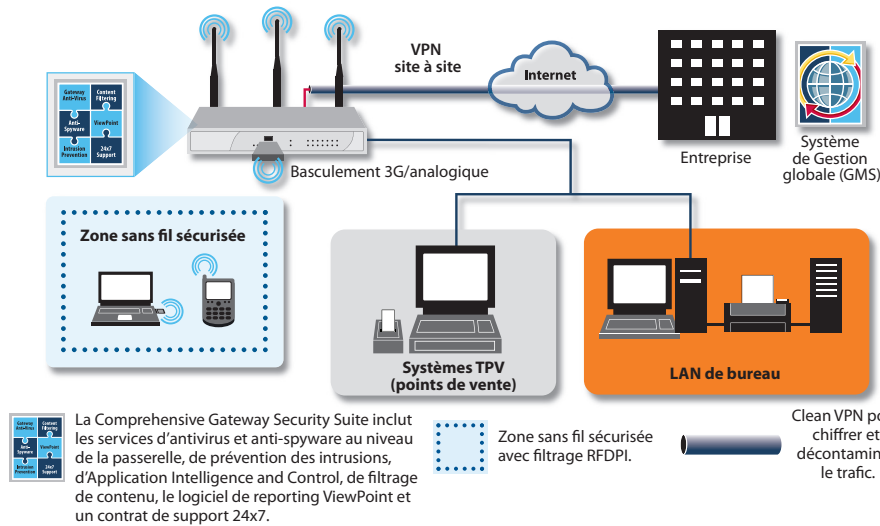 VPN
site à site
Internet
Gateway
Anti-Virus
Content
Filtering
Anti-
Spyware
ViewPoint
Intrusion
Prevention
24x7
Support
Entreprise
Système
de Gestion
globale (GMS)
Basculement 3G/analogique
Zone sans fil sécurisée
Systèmes TPV
(points de vente)
LAN de bureau
Gateway
Anti-Virus
Content
Filtering
Anti-
Spyware
ViewPoint
Intrusion
Prevention
24x7
Support
La Comprehensive Gateway Security Suite inclut
les services d’antivirus et anti-spyware au niveau
de la passerelle, de prévention des intrusions,
d’Application Intelligence and Control, de filtrage
de contenu, le logiciel de reporting ViewPoint et
un contrat de support 24x7.
Zone sans fil sécurisée
avec filtrage RFDPI.
Clean VPN po
chiffrer et
décontamin
le trafic.